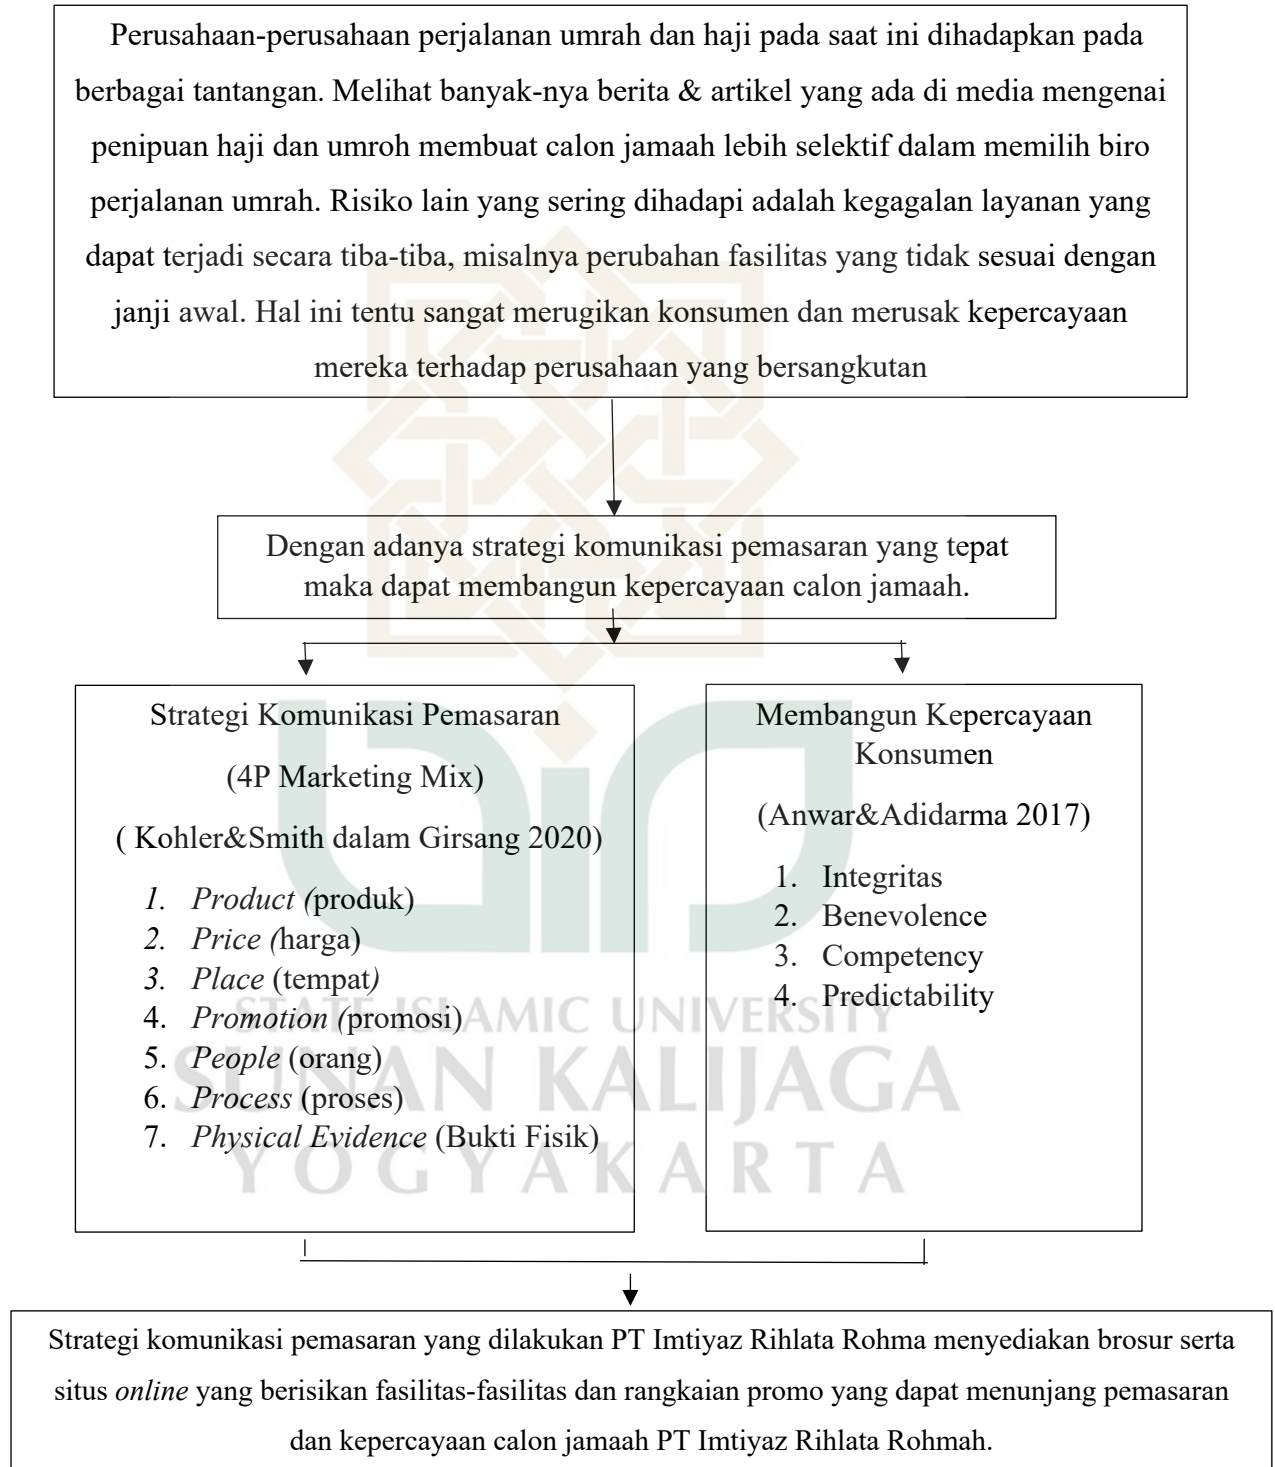 Perusahaan-perusahaan perjalanan umrah dan haji pada saat ini dihadapkan pada
berbagai tantangan. Melihat banyak-nya berita & artikel yang ada di media mengenai
penipuan haji dan umroh membuat calon jamaah lebih selektif dalam memilih biro
perjalanan umrah. Risiko lain yang sering dihadapi adalah kegagalan layanan yang
dapat terjadi secara tiba-tiba, misalnya perubahan fasilitas yang tidak sesuai dengan
janji awal. Hal ini tentu sangat merugikan konsumen dan merusak kepercayaan
mereka terhadap perusahaan yang bersangkutan
Dengan adanya strategi komunikasi pemasaran yang tepat
maka dapat membangun kepercayaan calon jamaah.
Strategi Komunikasi Pemasaran
(4P Marketing Mix)
( Kohler&Smith dalam Girsang 2020)
1. Product (produk)
2. Price (harga)
3. Place (tempat)
4. Promotion (promosi)
5. People (orang)
6. Process (proses)
7. Physical Evidence (Bukti Fisik)
Membangun Kepercayaan
Konsumen
(Anwar&Adidarma 2017)
1. Integritas
2. Benevolence
3. Competency
4. Predictability
STATE ISLAMIC UNIVERSITY
SUNAN KALIJAGA
YOGYAKARTA
Strategi komunikasi pemasaran yang dilakukan PT Imtiyaz Rihlata Rohma menyediakan brosur serta
situs online yang berisikan fasilitas-fasilitas dan rangkaian promo yang dapat menunjang pemasaran
dan kepercayaan calon jamaah PT Imtiyaz Rihlata Rohmah.